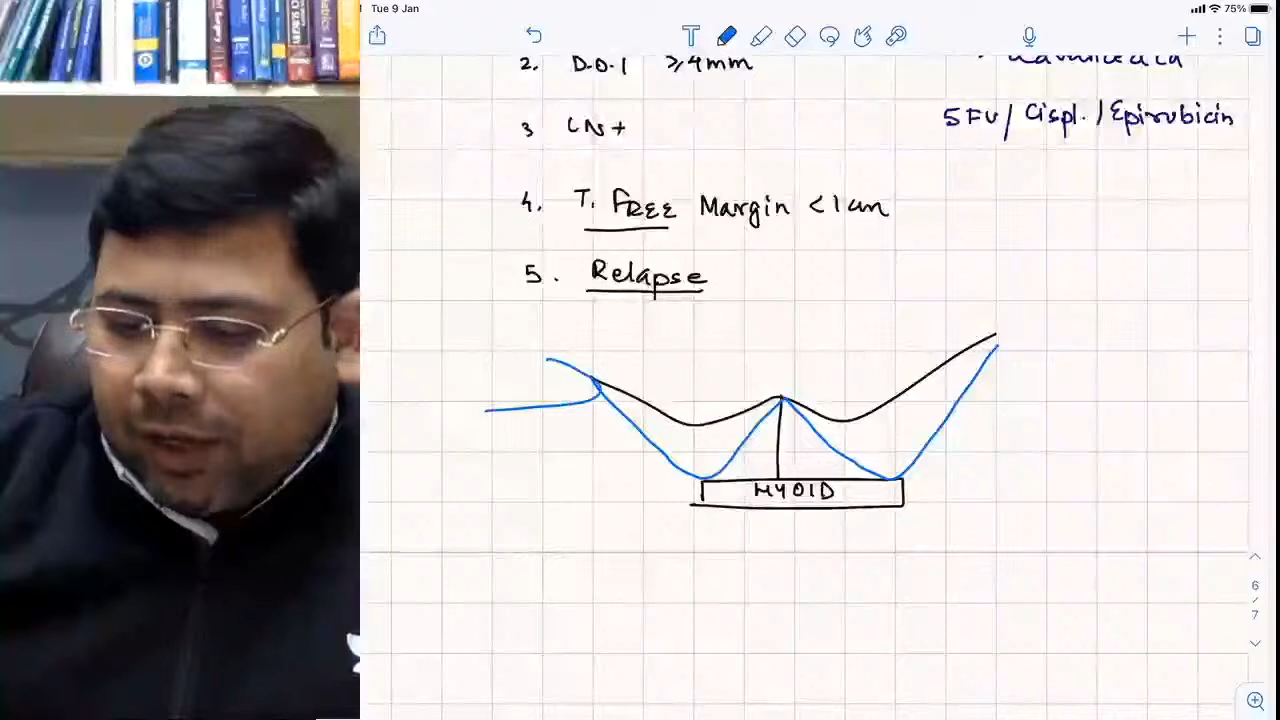 Tue 9 Jan
75%
2. D.O.I ≥4mm
5FU / Cispl. / Epirubicin
3 LN+
4. T. FREE Margin <1cm
5. Relapse
HYOID
6
7